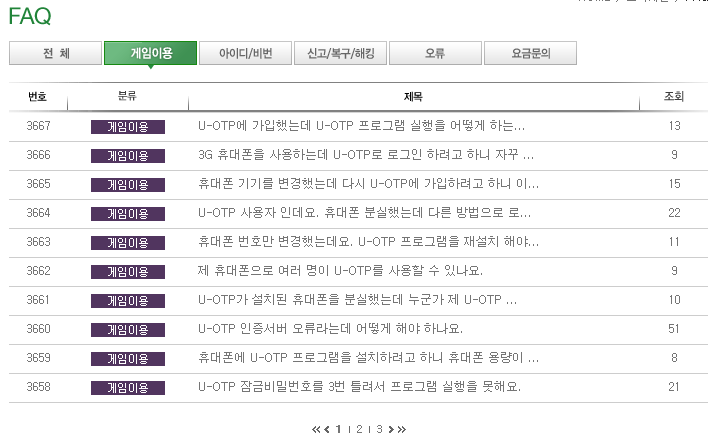 FAQ
전 체 게임이용 아이디/비번 신고/복구/해킹 오류 요금문의
번호 분류 제목 조회
3667 게임이용 U-OTP에 가입했는데 U-OTP 프로그램 실행을 어떻게 하는... 13
3666 게임이용 3G 휴대폰을 사용하는데 U-OTP로 로그인 하려고 하니 자꾸 ... 9
3665 게임이용 휴대폰 기기를 변경했는데 다시 U-OTP에 가입하려고 하니 이... 15
3664 게임이용 U-OTP 사용자 인데요. 휴대폰 분실했는데 다른 방법으로 로... 22
3663 게임이용 휴대폰 번호만 변경했는데요. U-OTP 프로그램을 재설치 해야... 11
3662 게임이용 제 휴대폰으로 여러 명이 U-OTP를 사용할 수 있나요. 9
3661 게임이용 U-OTP가 설치된 휴대폰을 분실했는데 누군가 제 U-OTP ... 10
3660 게임이용 U-OTP 인증서버 오류라는데 어떻게 해야 하나요. 51
3659 게임이용 휴대폰에 U-OTP 프로그램을 설치하려고 하니 휴대폰 용량이 ... 8
3658 게임이용 U-OTP 잠금비밀번호를 3번 틀려서 프로그램 실행을 못해요. 21
1 | 2 | 3